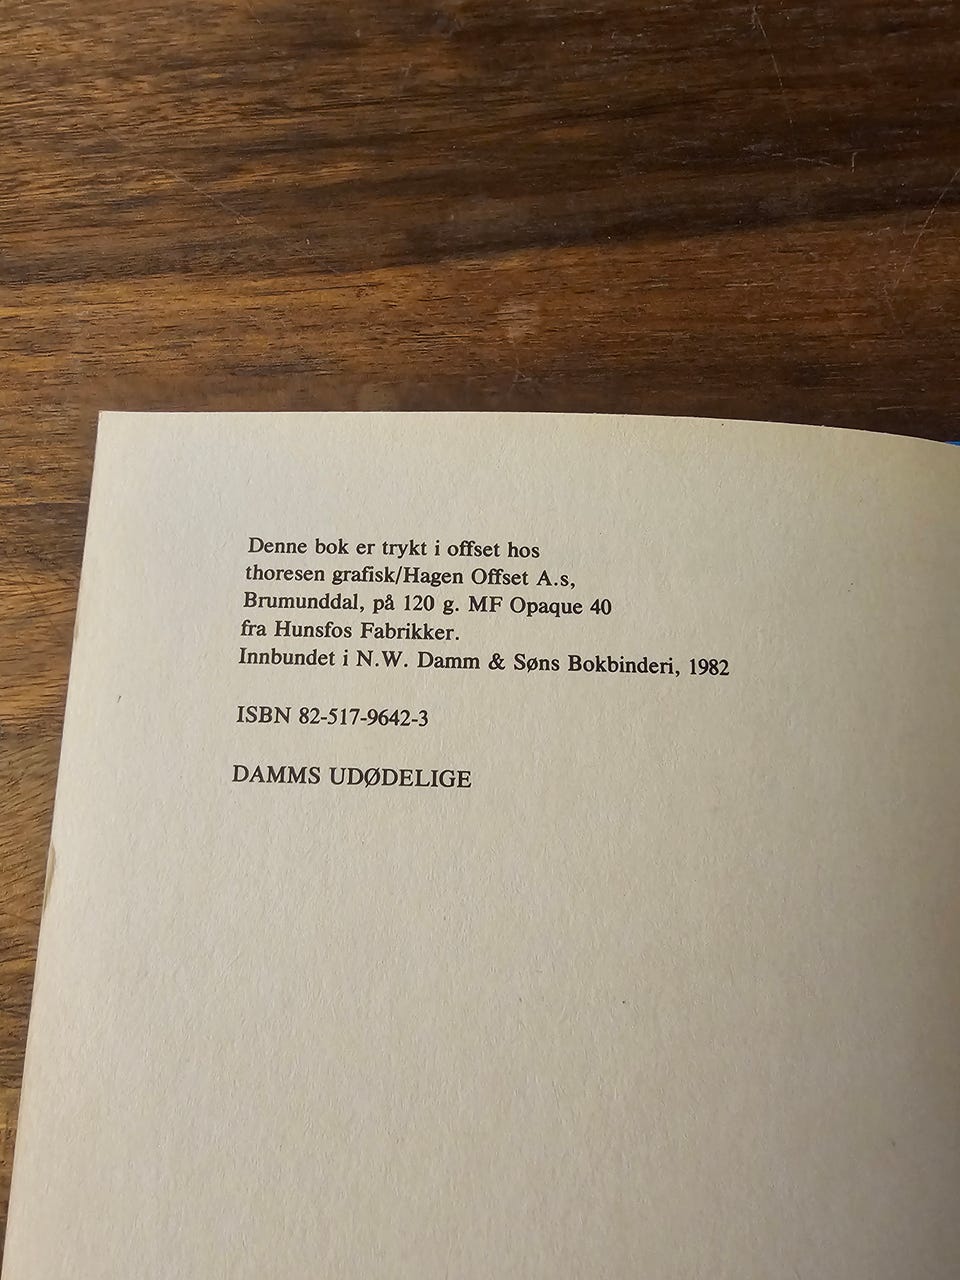 Denne bok er trykt i offset hos
thoresen grafisk/Hagen Offset A.s,
Brumunddal, på 120 g. MF Opaque 40
fra Hunsfos Fabrikker.
Innbundet i N.W. Damm & Søns Bokbinderi, 1982
ISBN 82-517-9642-3
DAMMS UDØDELIGE